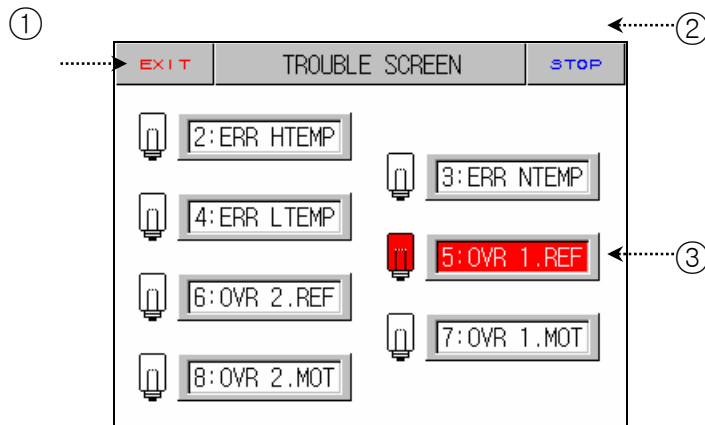 ①
②
EXIT TROUBLE SCREEN STOP
2:ERR HTEMP
3:ERR NTEMP
4:ERR LTEMP
5:OVR 1.REF ③
6:OVR 2.REF
7:OVR 1.MOT
8:OVR 2.MOT